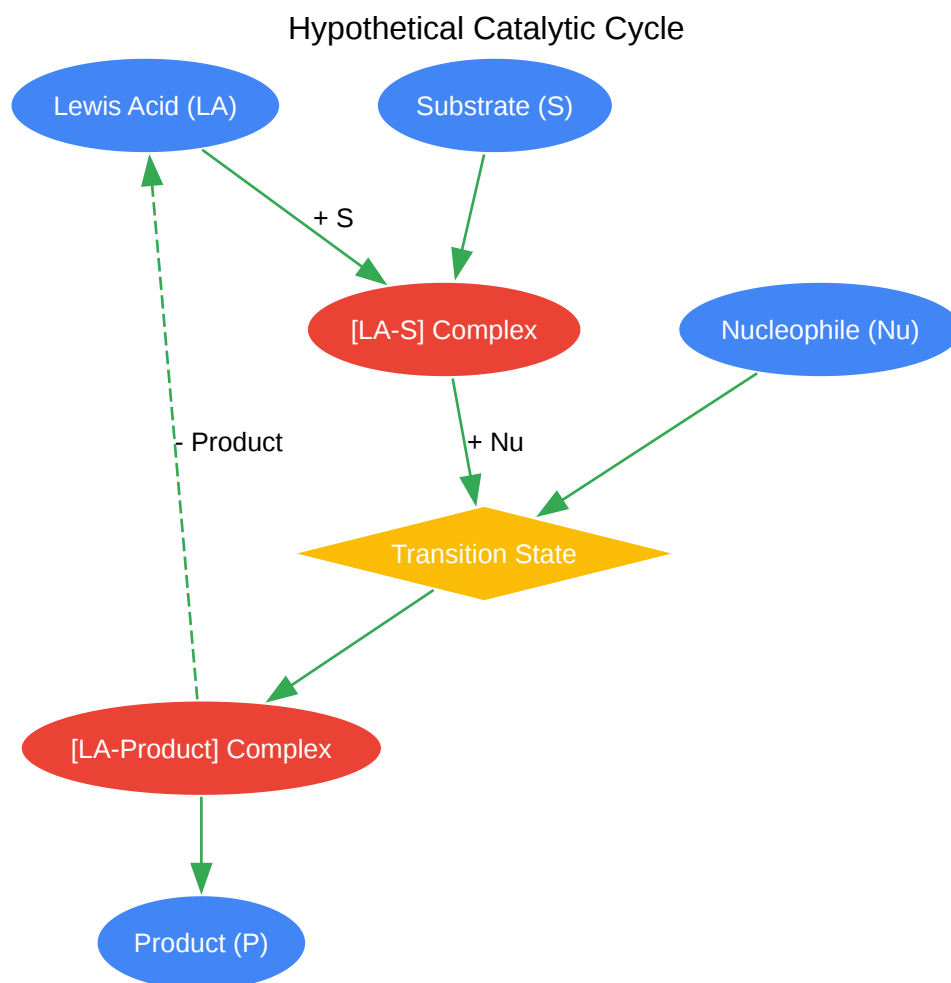 Hypothetical Catalytic Cycle
Lewis Acid (LA)
Substrate (S)
+ S
[LA-S] Complex
Nucleophile (Nu)
- Product
+ Nu
Transition State
[LA-Product] Complex
Product (P)